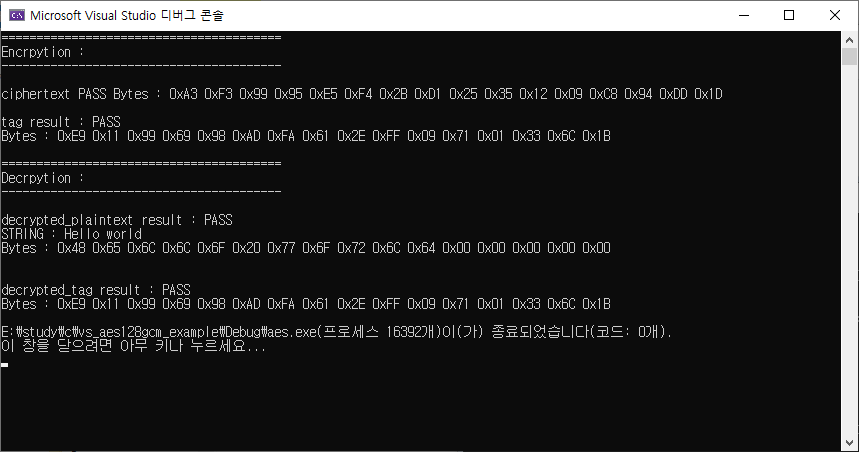 Microsoft Visual Studio 디버그 콘솔
========================================
Encrpytion :
----------------------------------------
ciphertext PASS Bytes : 0xA3 0xF3 0x99 0x95 0xE5 0xF4 0x2B 0xD1 0x25 0x35 0x12 0x09 0xC8 0x94 0xDD 0x1D
tag result : PASS
Bytes : 0xE9 0x11 0x99 0x69 0x98 0xAD 0xFA 0x61 0x2E 0xFF 0x09 0x71 0x01 0x33 0x6C 0x1B
========================================
Decrpytion :
----------------------------------------
decrypted_plaintext result : PASS
STRING : Hello world
Bytes : 0x48 0x65 0x6C 0x6C 0x6F 0x20 0x77 0x6F 0x72 0x6C 0x64 0x00 0x00 0x00 0x00 0x00
decrypted_tag result : PASS
Bytes : 0xE9 0x11 0x99 0x69 0x98 0xAD 0xFA 0x61 0x2E 0xFF 0x09 0x71 0x01 0x33 0x6C 0x1B
E:₩study₩c₩vs_aes128gcm_example₩Debug₩aes.exe(프로세스 16392개)이(가) 종료되었습니다(코드: 0개).
이 창을 닫으려면 아무 키나 누르세요...